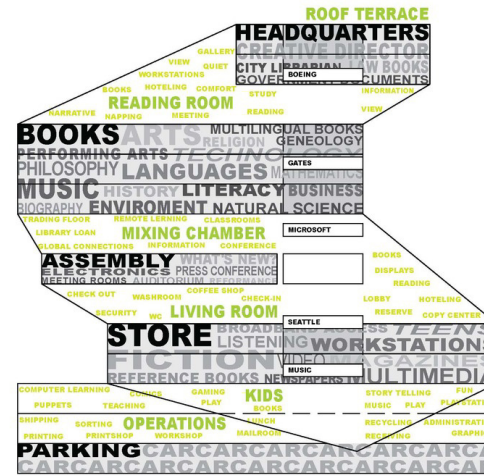 ROOF TERRACE
HEADQUARTERS
GALLERY CREATIVE DIRECTOR
VIEW
QUIET CITY LIBRARIAN LAW BOOKS
WORKSTATIONS BOEING
GOVERNMENT DOCUMENTS
BOOKS HOTELING COMFORT STUDY INFORMATION
READING ROOM
NARRATIVE NAPPING MEETING READING VIEW
BOOKS ARTS MULTILINGUAL BOOKS
RELIGION GENEOLOGY
PERFORMING ARTS TECHNOLOGY
GATES
PHILOSOPHY LANGUAGES MATHEMATICS
MUSIC HISTORY LITERACY BUSINESS
BIOGRAPHY ENVIROMENT NATURAL SCIENCE
TRADING FLOOR REMOTE LERNING CLASSROOMS
LIBRARY LOAN MIXING CHAMBER MICROSOFT
GLOBAL CONNECTIONS INFORMATION CONFERENCE
ASSEMBLY WHAT'S NEW? BOOKS
ELECTRONICS PRESS CONFERENCE DISPLAYS
MEETING ROOMS AUDITORIUM REFORMANCE READING
CHECK OUT WASHROOM COFFEE SHOP CHECK-IN LOBBY HOTELING
SECURITY WC LIVING ROOM RESERVE COPY CENTER
SEATTLE
STORE BROADBAND ACCESS TEENS
LISTENING WORKSTATIONS
FICTION VIDEO MAGAZINES
MUSIC
REFERENCE BOOKS NEWSPAPERS MULTIMEDIA
COMPUTER LEARNING COMICS GAMING KIDS STORY TELLING FUN
PUPPETS TEACHING PLAY BOOKS MUSIC PLAY
SHIPPING SORTING OPERATIONS LUNCH RECYCLING
PRINTING PRINTSHOP WORKSHOP MAILROOM RECEIVING
PARKING CARCARCARCARCARCARCAR
CARCARCARCARCARCARCARCARCARCAR